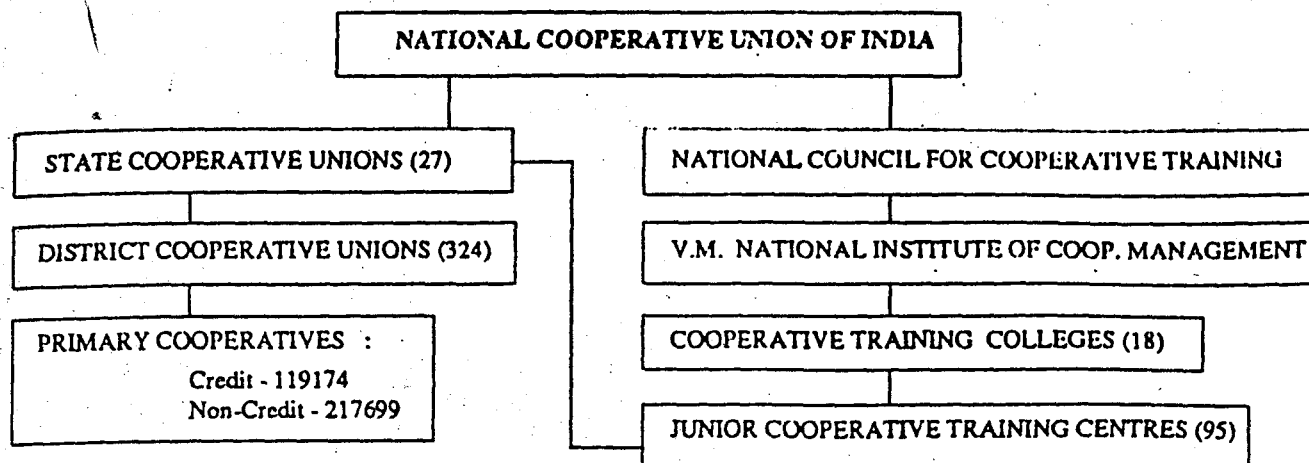 NATIONAL COOPERATIVE UNION OF INDIA
STATE COOPERATIVE UNIONS (27)
DISTRICT COOPERATIVE UNIONS (324)
PRIMARY COOPERATIVES :
Credit - 119174
Non-Credit - 217699
NATIONAL COUNCIL FOR COOPERATIVE TRAINING
V.M. NATIONAL INSTITUTE OF COOP. MANAGEMENT
COOPERATIVE TRAINING COLLEGES (18)
JUNIOR COOPERATIVE TRAINING CENTRES (95)